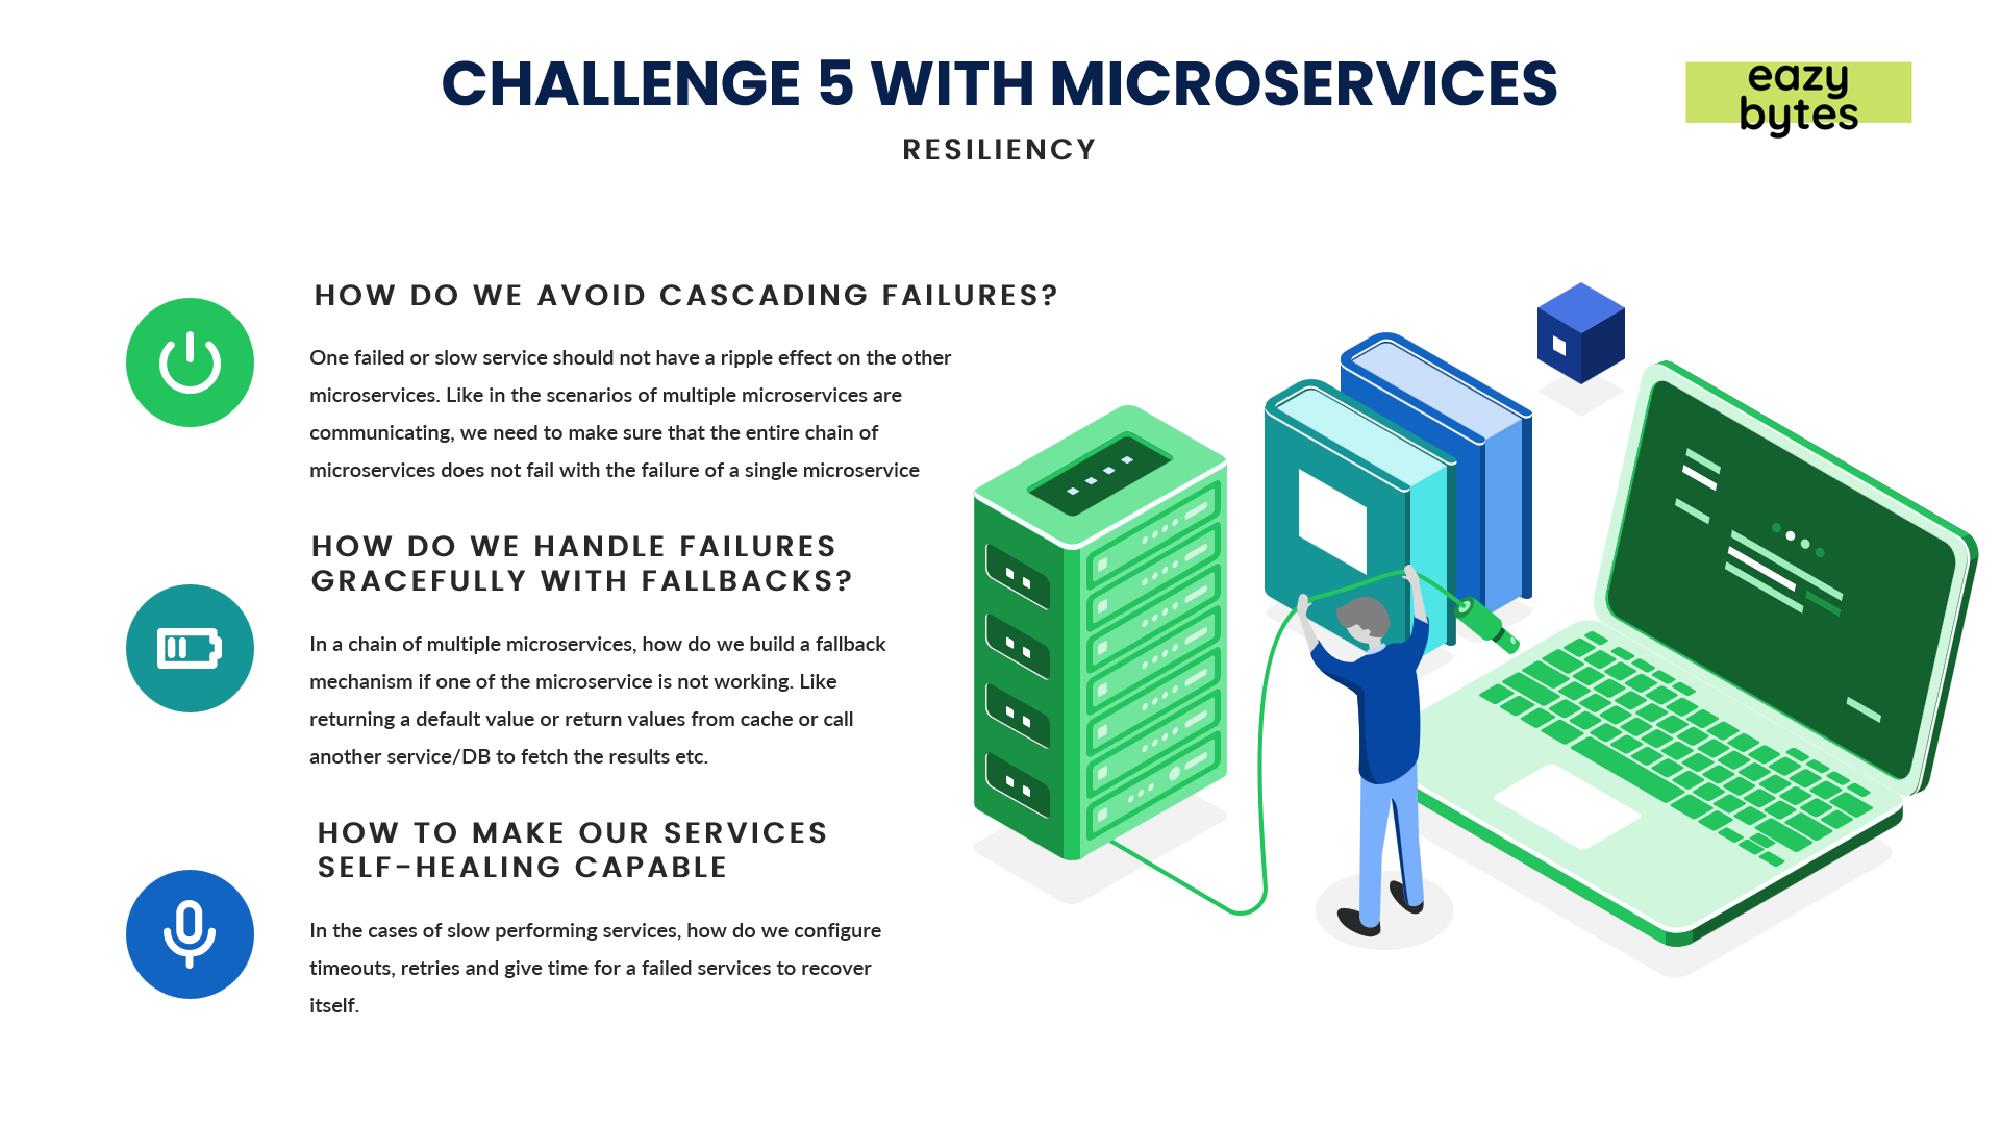 CHALLENGE 5 WITH MICROSERVICES
eazy
bytes
RESILIENCY
HOW DO WE AVOID CASCADING FAILURES?
One failed or slow service should not have a ripple effect on the other
microservices. Like in the scenarios of multiple microservices are
communicating, we need to make sure that the entire chain of
microservices does not fail with the failure of a single microservice
HOW DO WE HANDLE FAILURES
GRACEFULLY WITH FALLBACKS?
In a chain of multiple microservices, how do we build a fallback
mechanism if one of the microservice is not working. Like
returning a default value or return values from cache or call
another service/DB to fetch the results etc.
HOW TO MAKE OUR SERVICES
SELF-HEALING CAPABLE
In the cases of slow performing services, how do we configure
timeouts, retries and give time for a failed services to recover
itself.